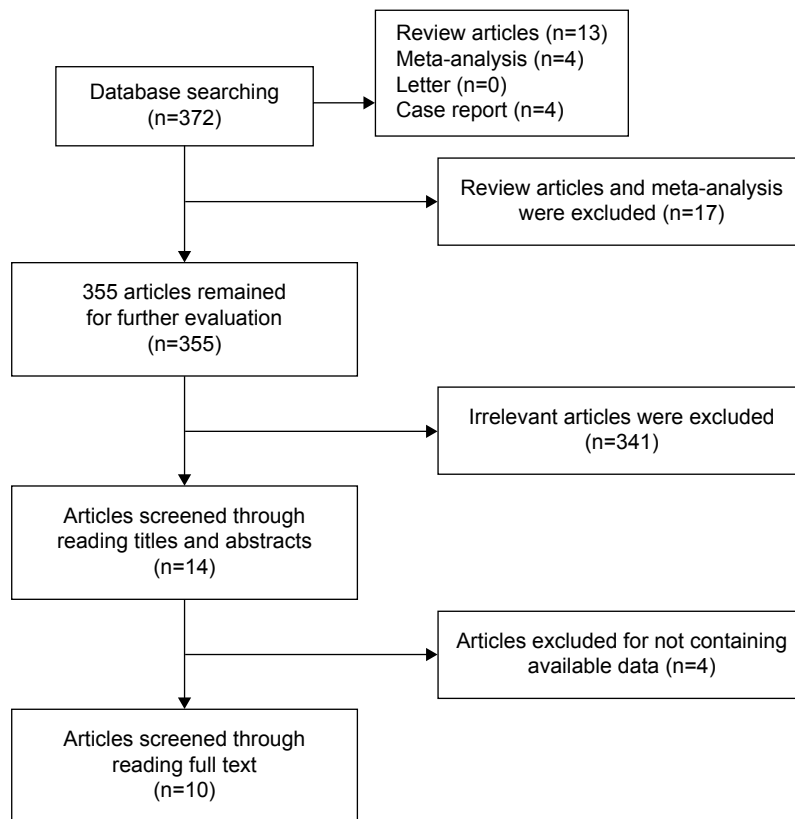 Database searching
(n=372)
Review articles (n=13)
Meta-analysis (n=4)
Letter (n=0)
Case report (n=4)
Review articles and meta-analysis
were excluded (n=17)
355 articles remained
for further evaluation
(n=355)
Irrelevant articles were excluded
(n=341)
Articles screened through
reading titles and abstracts
(n=14)
Articles excluded for not containing
available data (n=4)
Articles screened through
reading full text
(n=10)